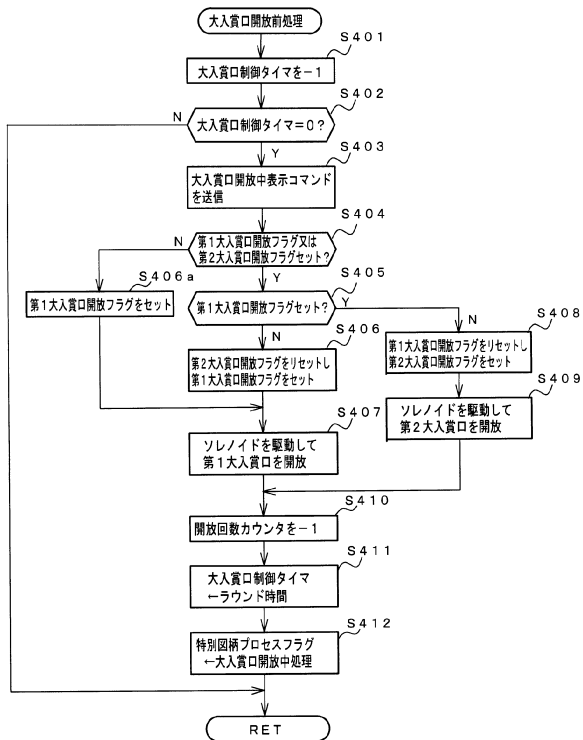 大入賞口開放前処理
S401
大入賞口制御タイマを−1
S402
N
大入賞口制御タイマ=0?
Y
S403
大入賞口開放中表示コマンド
を送信
S404
N
第1大入賞口開放フラグ又は
第2大入賞口開放フラグセット?
S406a
Y
S405
第1大入賞口開放フラグをセット
第1大入賞口開放フラグセット?
Y
N
S408
N
S406
第1大入賞口開放フラグをリセットし
第2大入賞口開放フラグをセット
第2大入賞口開放フラグをリセットし
第1大入賞口開放フラグをセット
S409
S407
ソレノイドを駆動して
第2大入賞口を開放
ソレノイドを駆動して
第1大入賞口を開放
S410
開放回数カウンタを−1
S411
大入賞口制御タイマ
←ラウンド時間
S412
特別図柄プロセスフラグ
←大入賞口開放中処理
RET